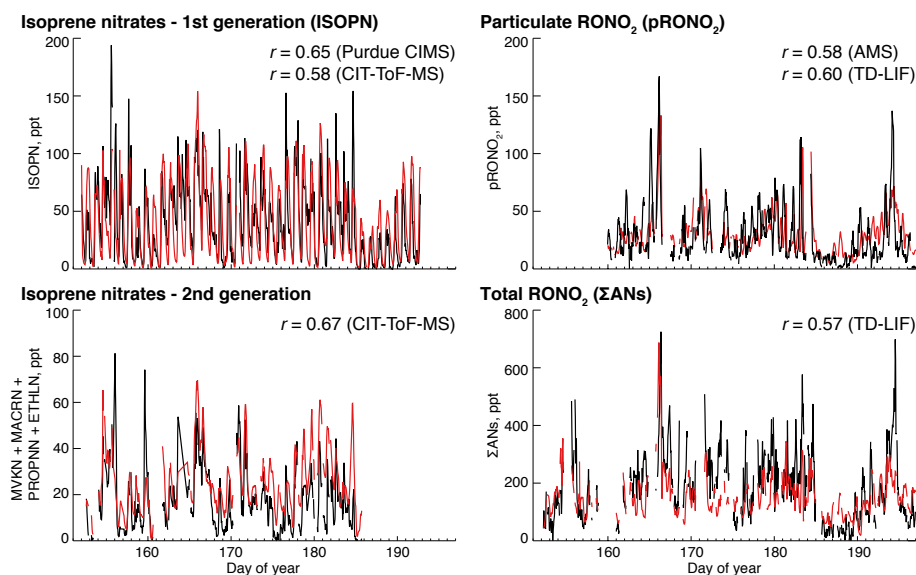 Isoprene nitrates - 1st generation (ISOPN)
r = 0.65 (Purdue CIMS)
r = 0.58 (CIT-ToF-MS)
200
150
100
50
0
ISOPN, ppt
Particulate RONO₂ (pRONO₂)
r = 0.58 (AMS)
r = 0.60 (TD-LIF)
200
150
100
50
0
pRONO₂, ppt
Isoprene nitrates - 2nd generation
r = 0.67 (CIT-ToF-MS)
100
80
60
40
20
0
MVKN + MACRN +
PROPNN + ETHLN, ppt
160 170 180 190
Day of year
Total RONO₂ (ΣANs)
r = 0.57 (TD-LIF)
800
600
400
200
0
ΣANs, ppt
160 170 180 190
Day of year